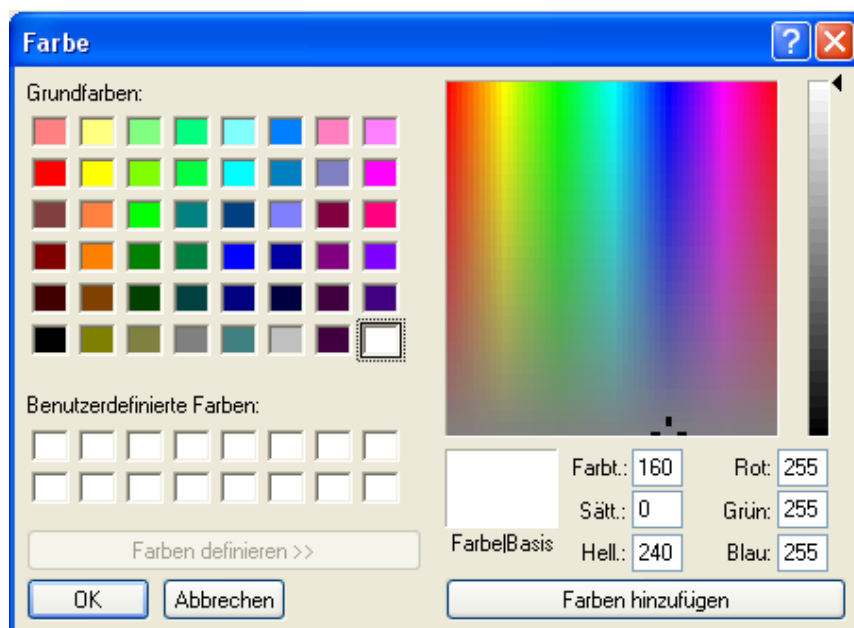 Farbe
Grundfarben:
Benutzerdefinierte Farben:
Farben definieren >>
OK
Abbrechen
Farbe|Basis
Farbt.: 160
Sätt.: 0
Hell.: 240
Rot: 255
Grün: 255
Blau: 255
Farben hinzufügen